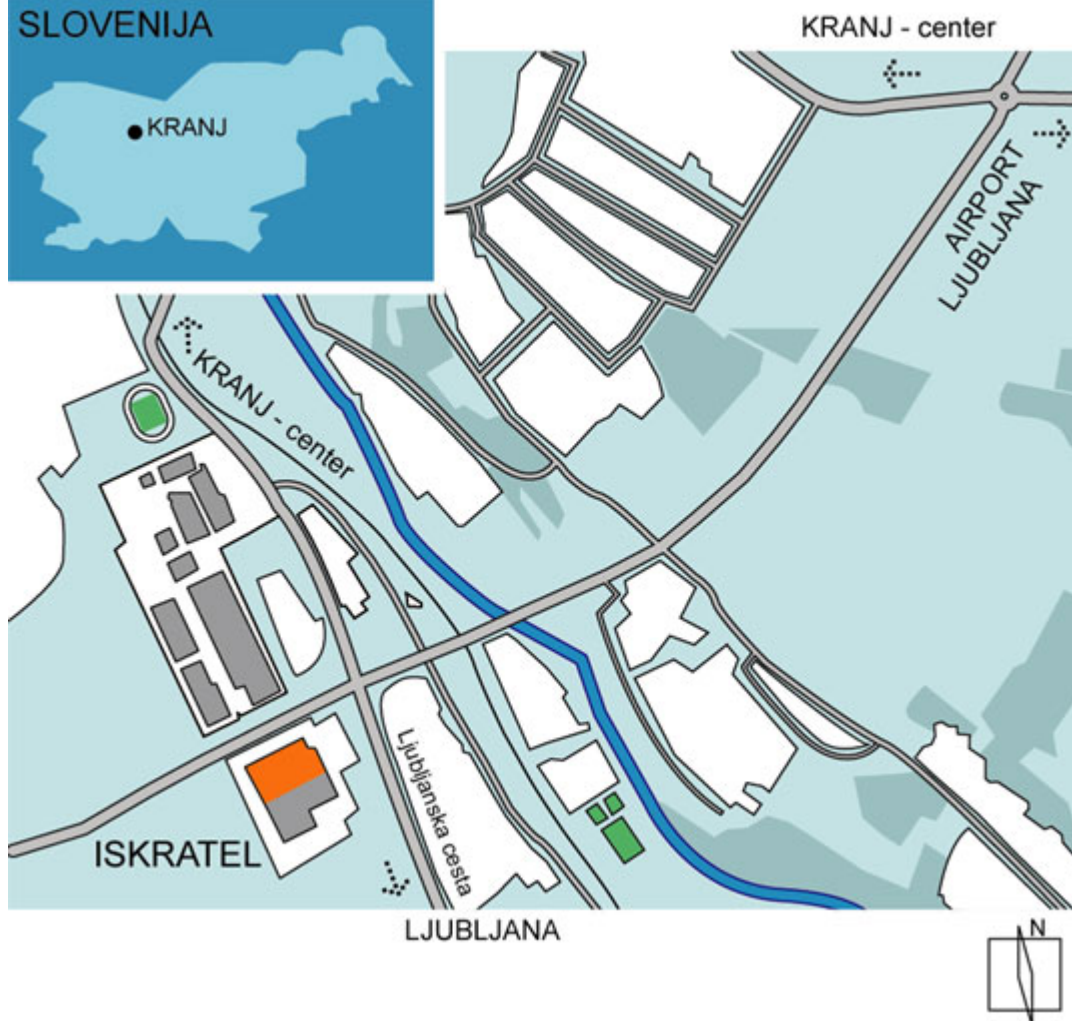 SLOVENIJA
KRANJ
KRANJ - center
AIRPORT
LJUBLJANA
KRANJ - center
Ljubljanska cesta
ISKRATEL
LJUBLJANA
N